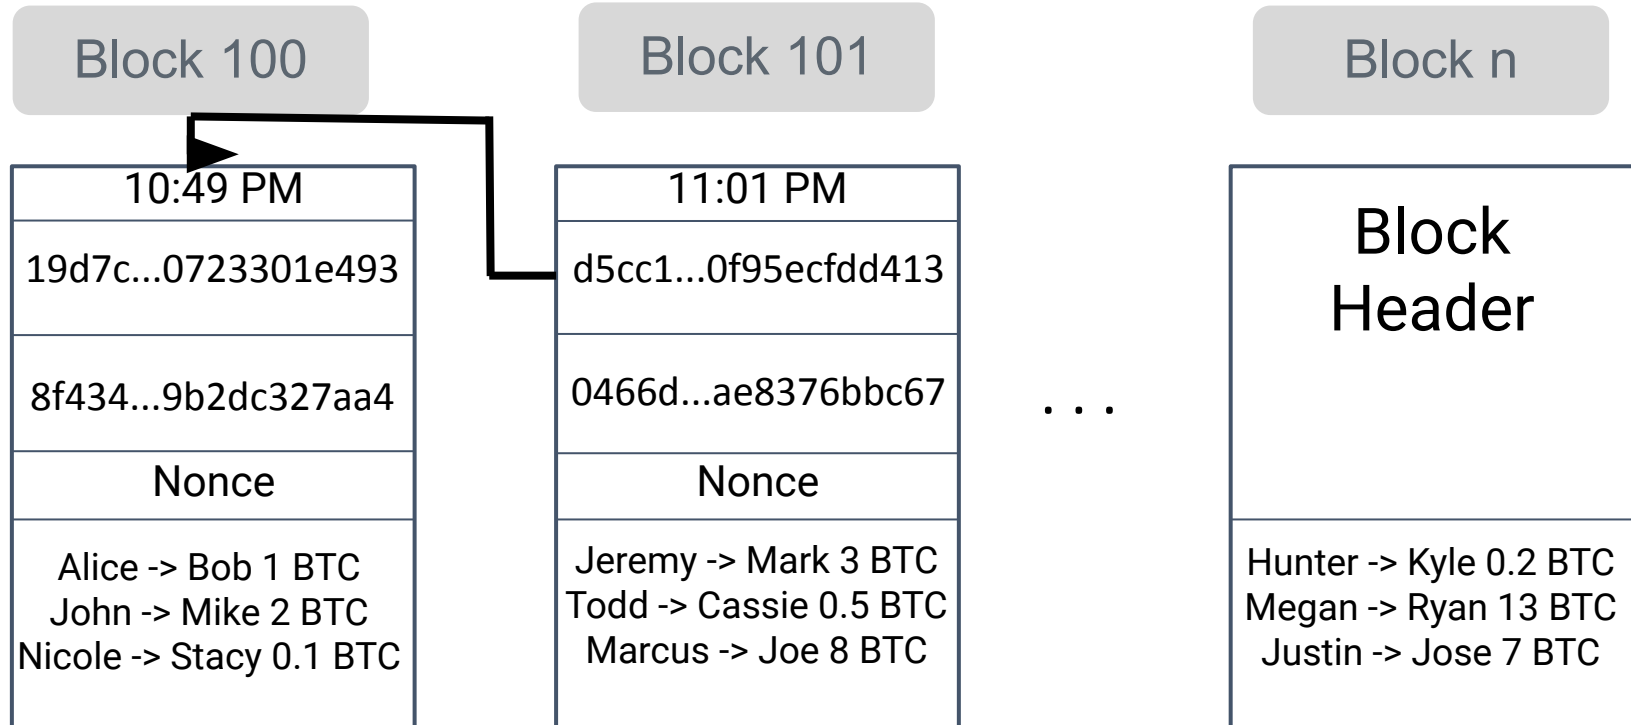 Block 100
10:49 PM
19d7c...0723301e493
8f434...9b2dc327aa4
Nonce
Alice -> Bob 1 BTC
John -> Mike 2 BTC
Nicole -> Stacy 0.1 BTC
Block 101
11:01 PM
d5cc1...0f95ecfdd413
0466d...ae8376bbc67
Nonce
Jeremy -> Mark 3 BTC
Todd -> Cassie 0.5 BTC
Marcus -> Joe 8 BTC
. . .
Block n
Block
Header
Hunter -> Kyle 0.2 BTC
Megan -> Ryan 13 BTC
Justin -> Jose 7 BTC